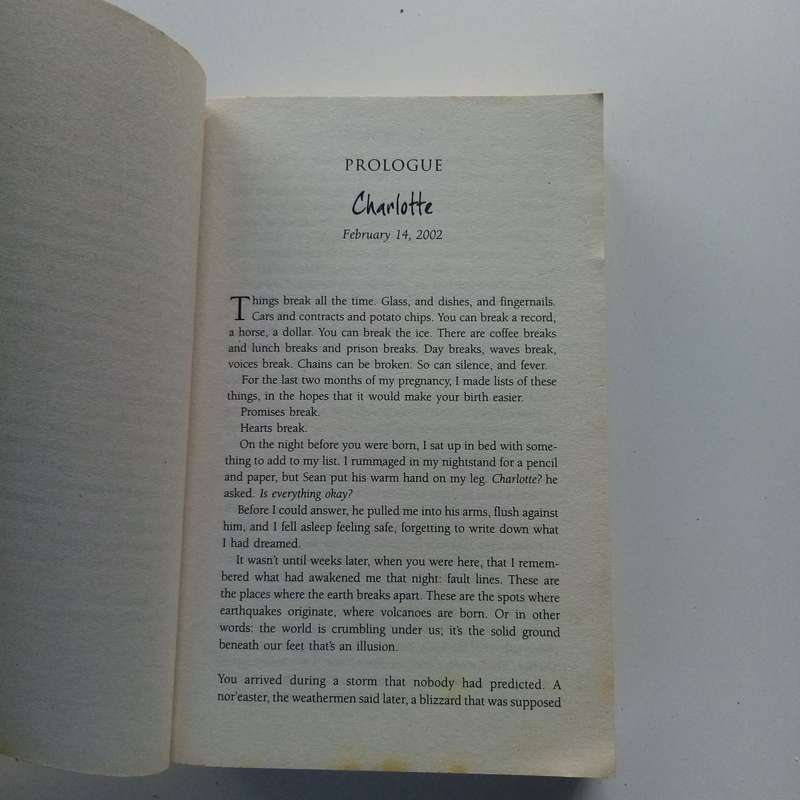 PROLOGUE
Charlotte
February 14, 2002
Things break all the time. Glass, and dishes, and fingernails.
Cars and contracts and potato chips. You can break a record,
a horse, a dollar. You can break the ice. There are coffee breaks
and lunch breaks and prison breaks. Day breaks, waves break,
voices break. Chains can be broken. So can silence, and fever.
For the last two months of my pregnancy, I made lists of these
things, in the hopes that it would make your birth easier.
Promises break.
Hearts break.
On the night before you were born, I sat up in bed with some-
thing to add to my list. I rummaged in my nightstand for a pencil
and paper, but Sean put his warm hand on my leg. Charlotte? he
asked. Is everything okay?
Before I could answer, he pulled me into his arms, flush against
him, and I fell asleep feeling safe, forgetting to write down what
I had dreamed.
It wasn't until weeks later, when you were here, that I remem-
bered what had awakened me that night: fault lines. These are
the places where the earth breaks apart. These are the spots where
earthquakes originate, where volcanoes are born. Or in other
words: the world is crumbling under us; it's the solid ground
beneath our feet that's an illusion.
You arrived during a storm that nobody had predicted. A
nor'easter, the weathermen said later, a blizzard that was supposed